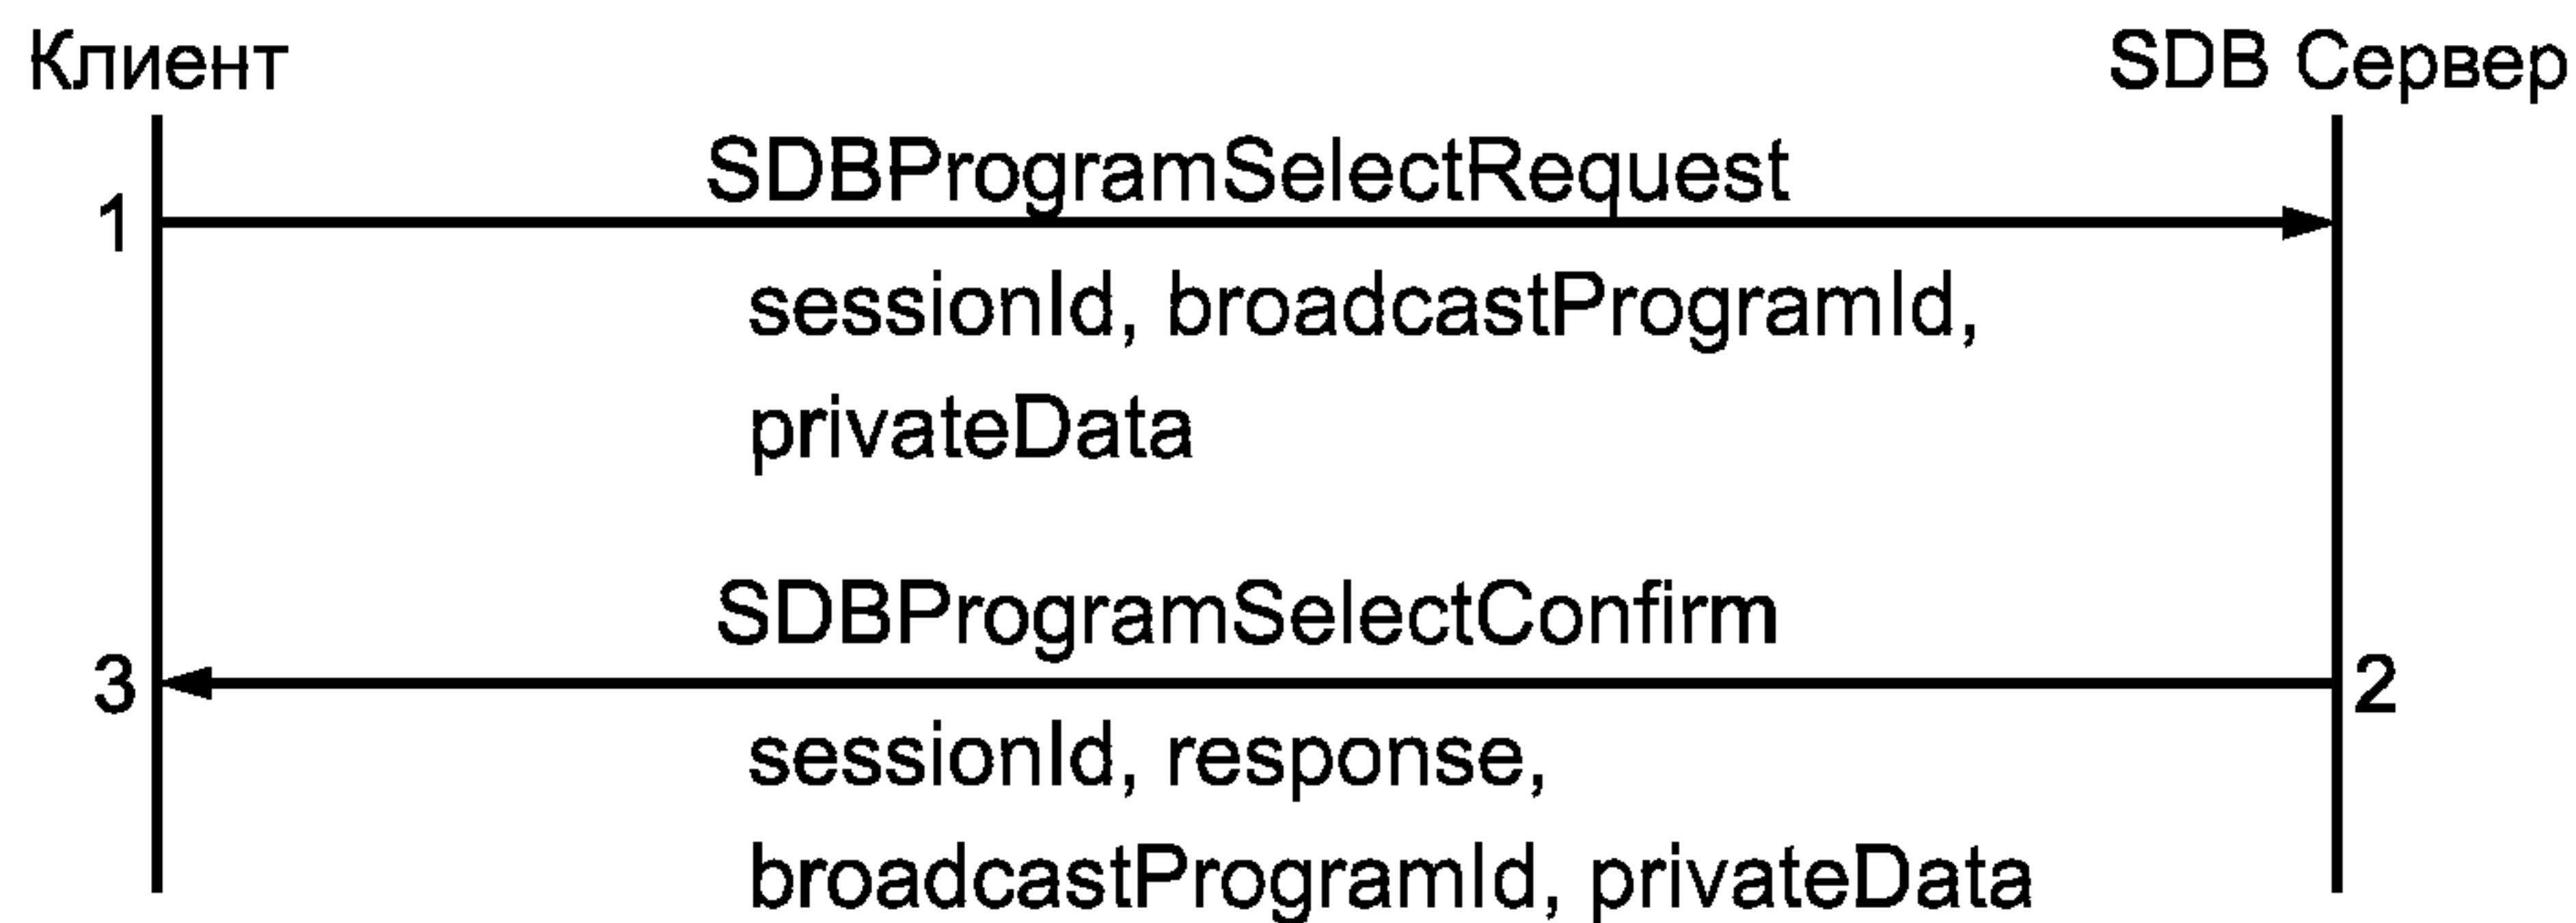 Клиент
SDB Сервер
SDBProgramSelectRequest
1
sessionId, broadcastProgramId,
privateData
SDBProgramSelectConfirm
3
2
sessionId, response,
broadcastProgramId, privateData